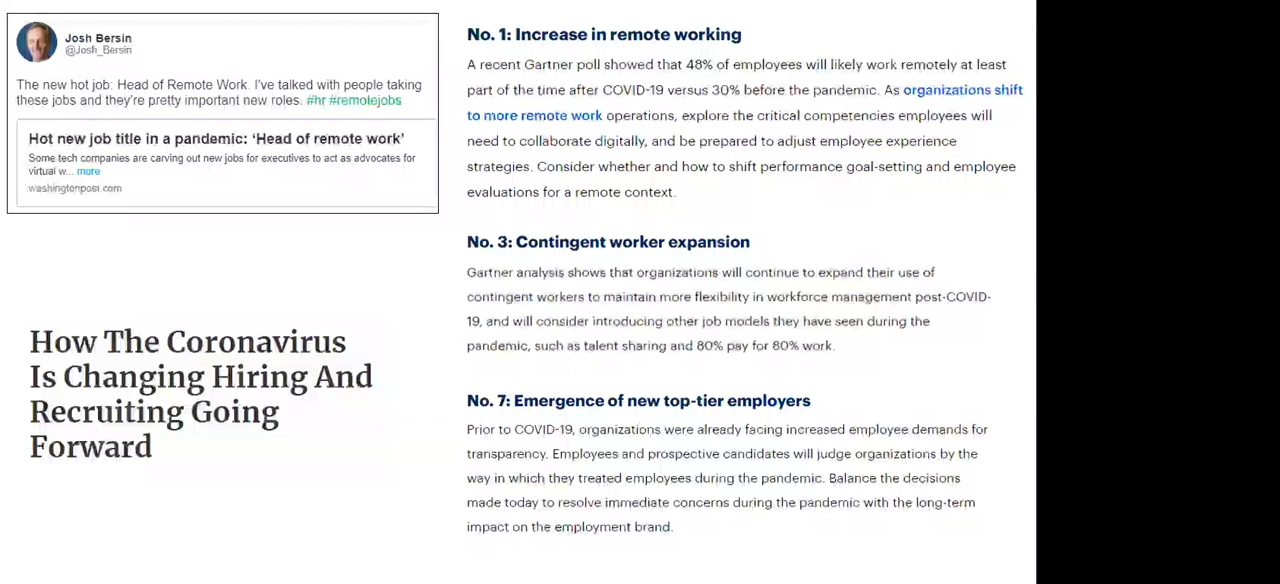 Josh Bersin
@Josh_Bersin
The new hot job: Head of Remote Work. I've talked with people taking
these jobs and they're pretty important new roles. #hr #remotejobs
Hot new job title in a pandemic: ‘Head of remote work’
Some tech companies are carving out new jobs for executives to act as advocates for
virtual w... more
washingtonpost.com
How The Coronavirus
Is Changing Hiring And
Recruiting Going
Forward
No. 1: Increase in remote working
A recent Gartner poll showed that 48% of employees will likely work remotely at least
part of the time after COVID-19 versus 30% before the pandemic. As organizations shift
to more remote work operations, explore the critical competencies employees will
need to collaborate digitally, and be prepared to adjust employee experience
strategies. Consider whether and how to shift performance goal-setting and employee
evaluations for a remote context.
No. 3: Contingent worker expansion
Gartner analysis shows that organizations will continue to expand their use of
contingent workers to maintain more flexibility in workforce management post-COVID-
19, and will consider introducing other job models they have seen during the
pandemic, such as talent sharing and 80% pay for 80% work.
No. 7: Emergence of new top-tier employers
Prior to COVID-19, organizations were already facing increased employee demands for
transparency. Employees and prospective candidates will judge organizations by the
way in which they treated employees during the pandemic. Balance the decisions
made today to resolve immediate concerns during the pandemic with the long-term
impact on the employment brand.